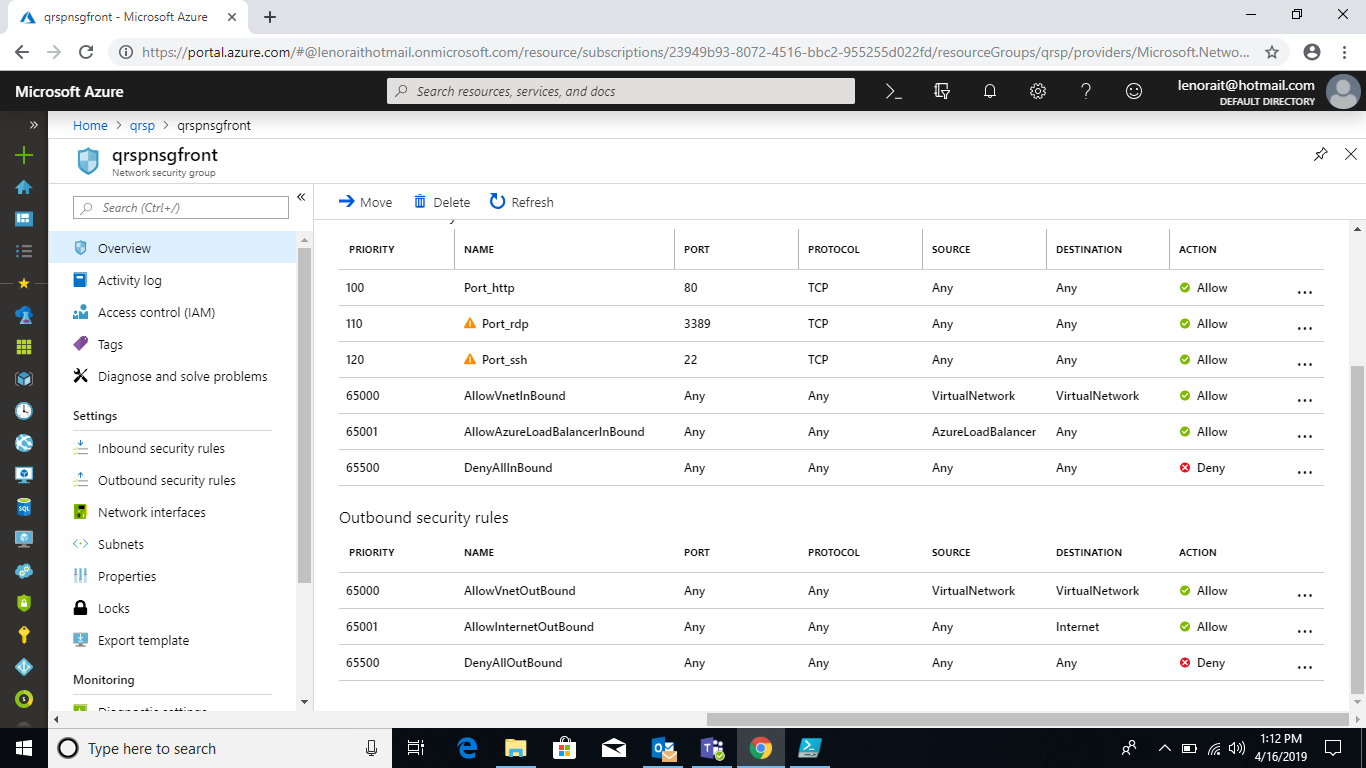 qrspnsgfront - Microsoft Azure
https://portal.azure.com/#@lenoraithotmail.onmicrosoft.com/resource/subscriptions/23949b93-8072-4516-bbc2-955255d022fd/resourceGroups/qrsp/providers/Microsoft.Netwo...
Microsoft Azure
Search resources, services, and docs
lenorait@hotmail.com
DEFAULT DIRECTORY
Home > qrsp > qrspnsgfront
qrspnsgfront
Network security group
Search (Ctrl+/)
Move Delete Refresh
Overview
Activity log
Access control (IAM)
Tags
Diagnose and solve problems
Settings
Inbound security rules
Outbound security rules
Network interfaces
Subnets
Properties
Locks
Export template
Monitoring
PRIORITY NAME PORT PROTOCOL SOURCE DESTINATION ACTION
100 Port_http 80 TCP Any Any Allow ...
110 Port_rdp 3389 TCP Any Any Allow ...
120 Port_ssh 22 TCP Any Any Allow ...
65000 AllowVnetInBound Any Any VirtualNetwork VirtualNetwork Allow ...
65001 AllowAzureLoadBalancerInBound Any Any AzureLoadBalancer Any Allow ...
65500 DenyAllInBound Any Any Any Any Deny ...
Outbound security rules
PRIORITY NAME PORT PROTOCOL SOURCE DESTINATION ACTION
65000 AllowVnetOutBound Any Any VirtualNetwork VirtualNetwork Allow ...
65001 AllowInternetOutBound Any Any Any Internet Allow ...
65500 DenyAllOutBound Any Any Any Any Deny ...
Type here to search
1:12 PM
4/16/2019